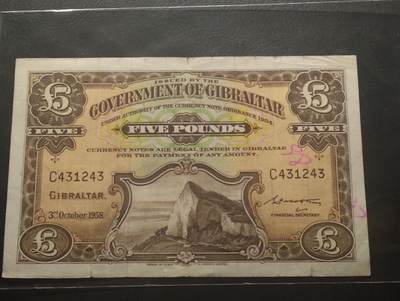 ISSUED BY THE
GOVERNMENT OF GIBRALTAR
UNDER AUTHORITY OF THE CURRENCY NOTE ORDINANCE 1934.
£5 £5
FIVE FIVE POUNDS FIVE
CURRENCY NOTES ARE LEGAL TENDER IN GIBRALTAR
FOR THE PAYMENT OF ANY AMOUNT.
C431243 C431243
GIBRALTAR.
3rd October 1958.
FINANCIAL SECRETARY
£5 £5